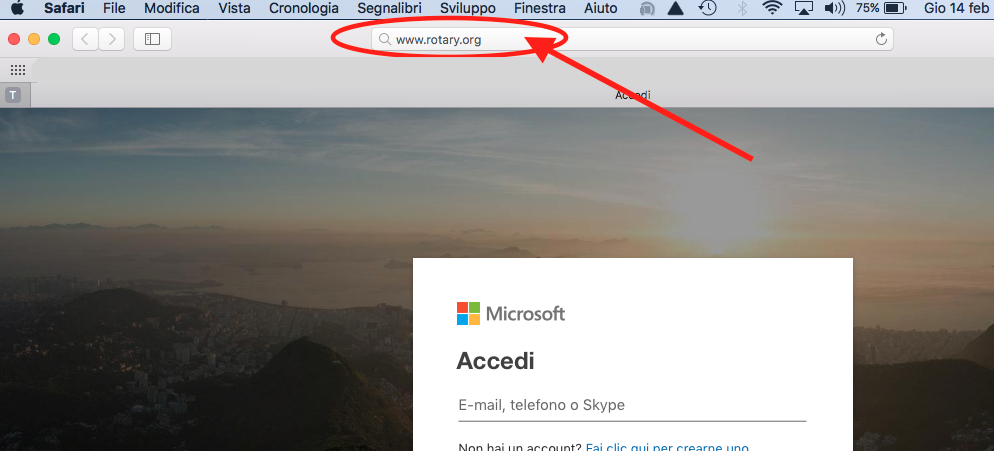 Safari File Modifica Vista Cronologia Segnalibri Sviluppo Finestra Aiuto 75% Gio 14 feb
www.rotary.org
T Accedi
Microsoft
Accedi
E-mail, telefono o Skype
Non hai un account? Fai clic qui per crearne uno.